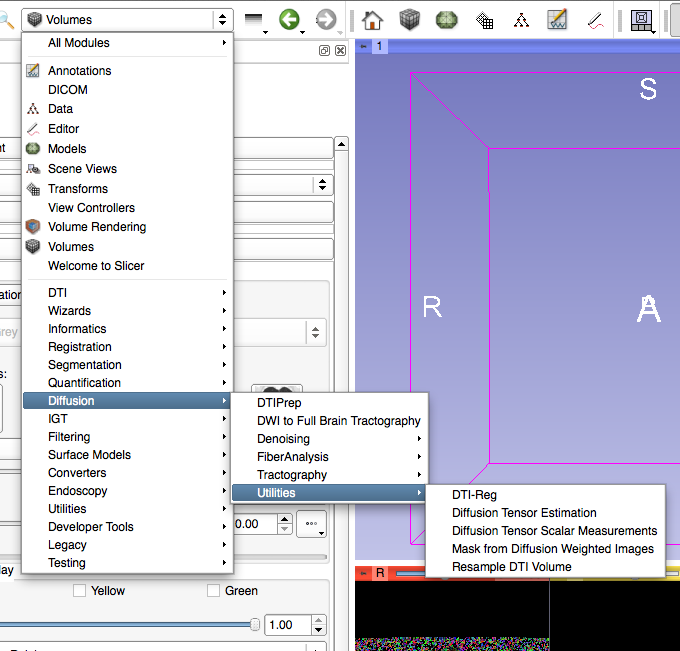 Volumes
All Modules
Annotations
DICOM
Data
Editor
Models
Scene Views
Transforms
View Controllers
Volume Rendering
Volumes
Welcome to Slicer
DTI
Wizards
Informatics
Registration
Segmentation
Quantification
Diffusion
IGT
Filtering
Surface Models
Converters
Endoscopy
Utilities
Developer Tools
Legacy
Testing
DTIPrep
DWI to Full Brain Tractography
Denoising
FiberAnalysis
Tractography
Utilities
DTI-Reg
Diffusion Tensor Estimation
Diffusion Tensor Scalar Measurements
Mask from Diffusion Weighted Images
Resample DTI Volume
1
S
R
A
0.00
...
R
Yellow
Green
1.00